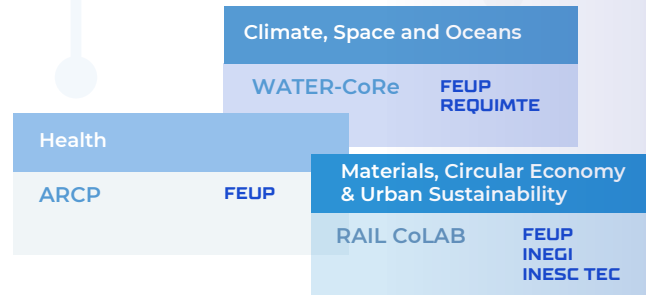 Climate, Space and Oceans
WATER-CoRe
FEUP
REQUIMTE
Health
ARCP
FEUP
Materials, Circular Economy
& Urban Sustainability
RAIL CoLAB
FEUP
INEGI
INESC TEC